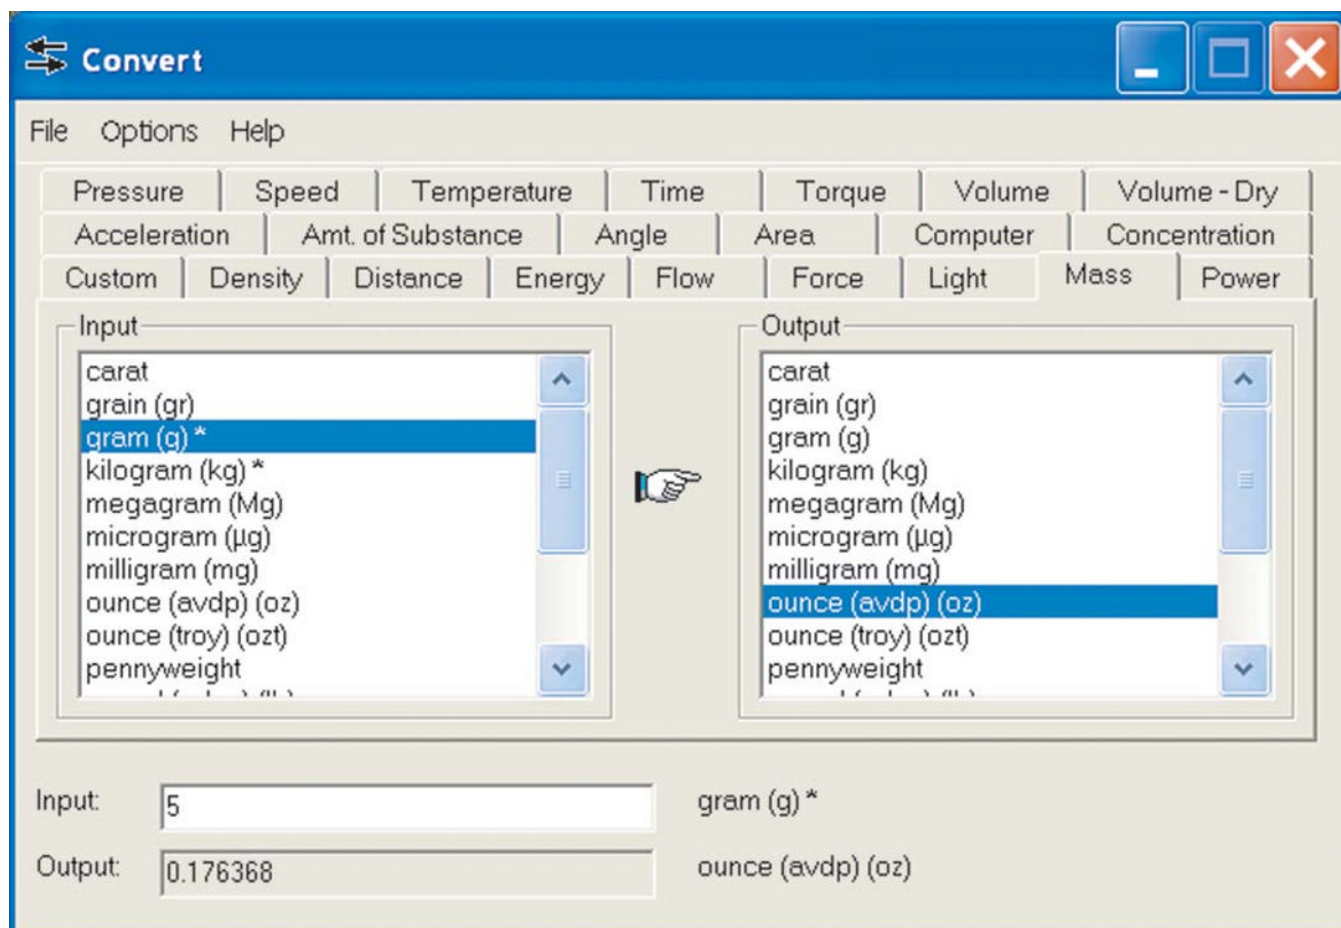 Convert
File Options Help
Pressure Speed Temperature Time Torque Volume Volume - Dry
Acceleration Amt. of Substance Angle Area Computer Concentration
Custom Density Distance Energy Flow Force Light Mass Power
Input
carat
grain (gr)
gram (g) *
kilogram (kg) *
megagram (Mg)
microgram (µg)
milligram (mg)
ounce (avdp) (oz)
ounce (troy) (ozt)
pennyweight
Output
carat
grain (gr)
gram (g)
kilogram (kg)
megagram (Mg)
microgram (µg)
milligram (mg)
ounce (avdp) (oz)
ounce (troy) (ozt)
pennyweight
Input: 5 gram (g) *
Output: 0.176368 ounce (avdp) (oz)